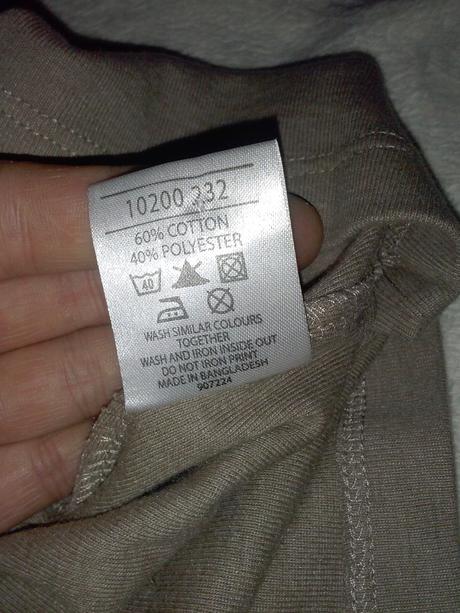 10200 232
60% COTTON
40% POLYESTER
40
WASH SIMILAR COLOURS
TOGETHER
WASH AND IRON INSIDE OUT
DO NOT IRON PRINT
MADE IN BANGLADESH
907224